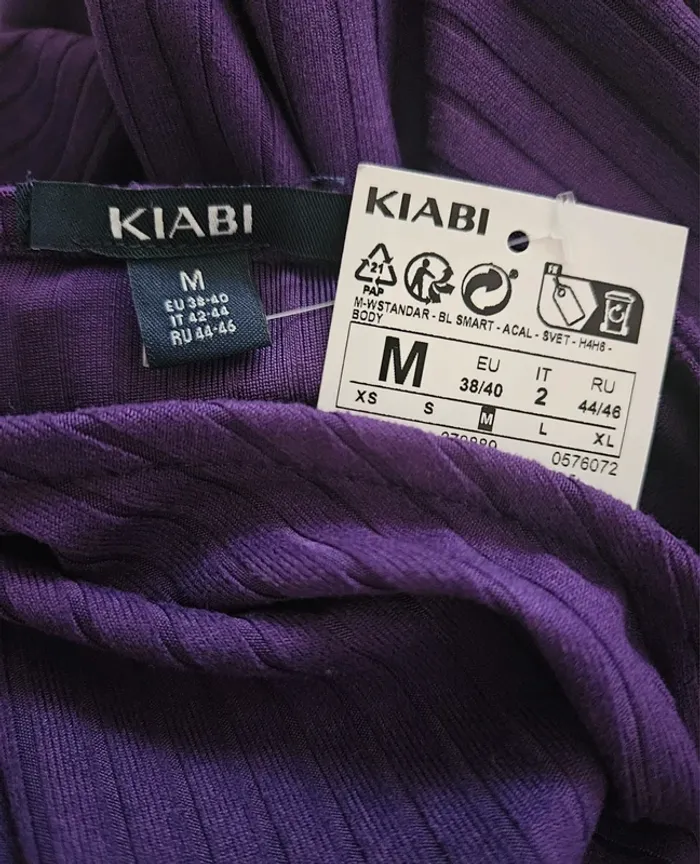 KIABI
M
EU 38-40
IT 42-44
RU 44-46
KIABI
21
PAP
M-WSTANDAR - BL SMART - ACAL - SVET - H4H6 -
BODY
M
EU
38/40
IT
2
RU
44/46
XS S M L XL
0576072